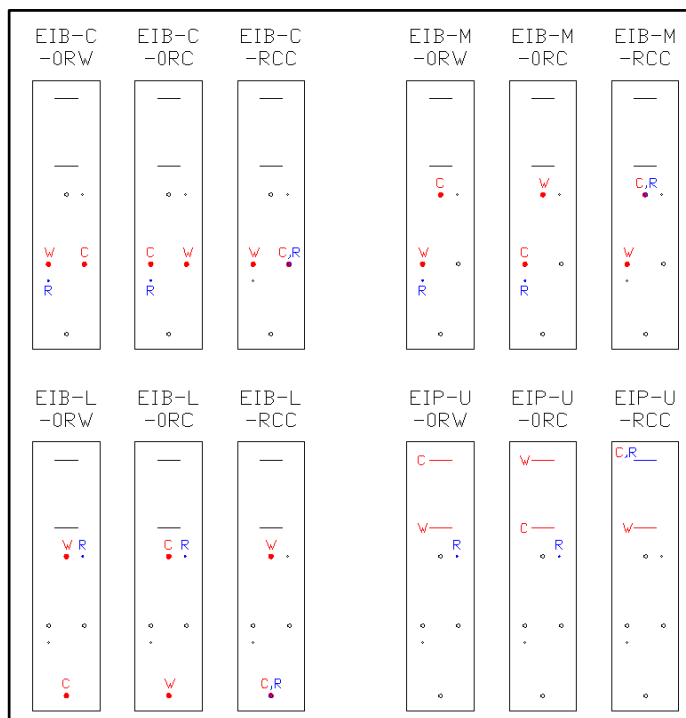 EIB-C EIB-C EIB-C EIB-M EIB-M EIB-M
-0RW -0RC -RCC -0RW -0RC -RCC
C W C,R
W C C W W C,R W C W
R R R R
EIB-L EIB-L EIB-L EIP-U EIP-U EIP-U
-0RW -0RC -RCC -0RW -0RC -RCC
C,R
C W
W C W
W R C R W R R
C W C,R